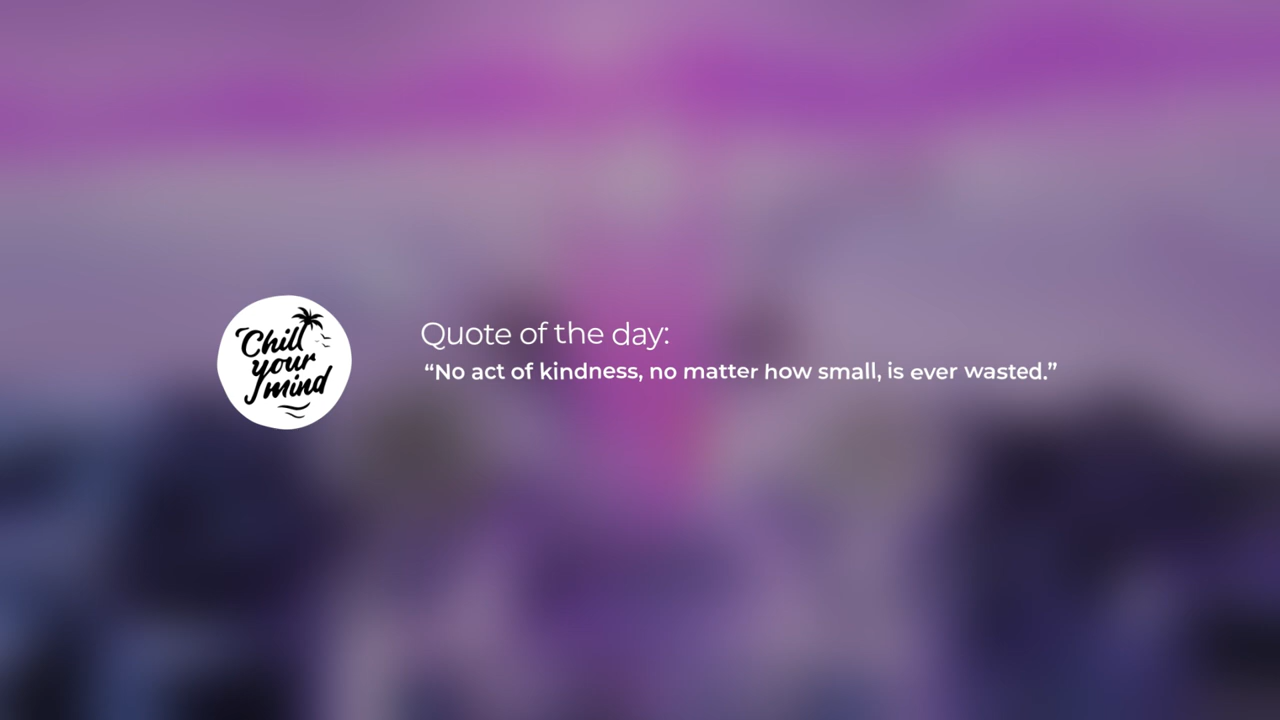 Chill
your
mind
Quote of the day:
“No act of kindness, no matter how small, is ever wasted.”